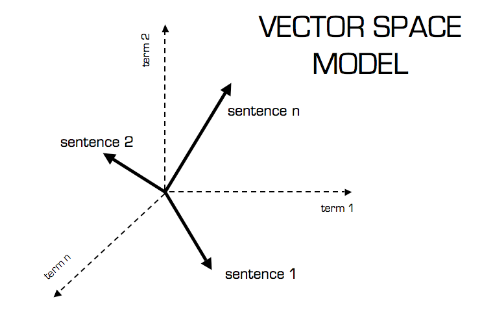 VECTOR SPACE
MODEL
term 2
sentence n
sentence 2
term 1
term n
sentence 1